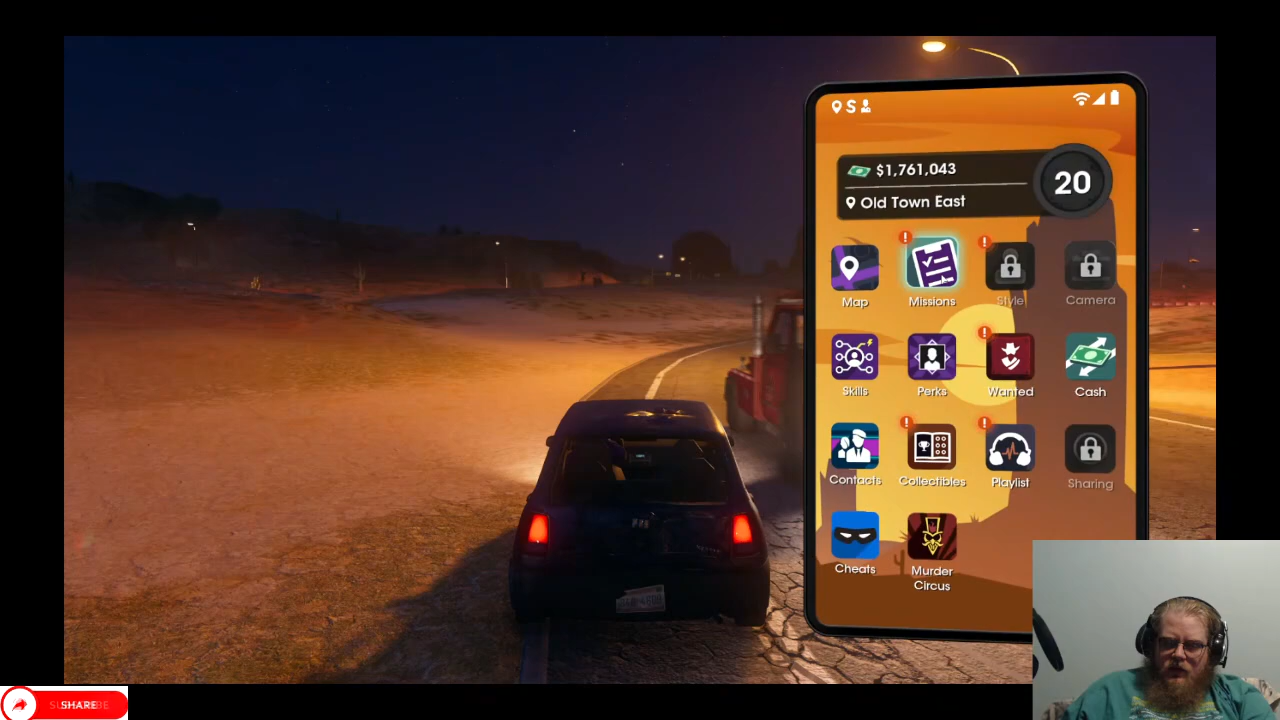 S
$1,761,043
20
Old Town East
Map
Missions
Style
Camera
Skills
Perks
Wanted
Cash
Contacts
Collectibles
Playlist
Sharing
Cheats
Murder
Circus
SHARE